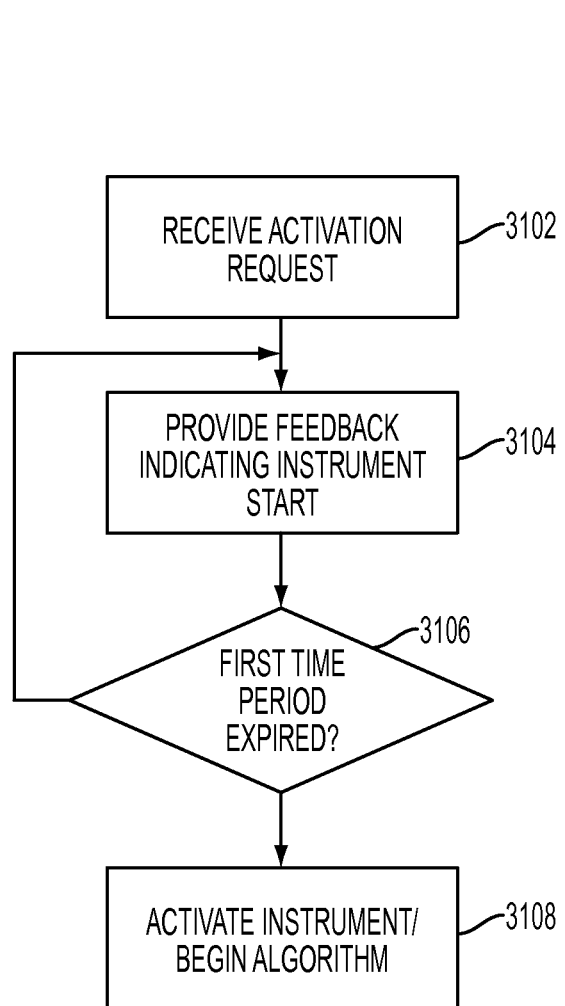 RECEIVE ACTIVATION
REQUEST
3102
PROVIDE FEEDBACK
INDICATING INSTRUMENT
START
3104
3106
FIRST TIME
PERIOD
EXPIRED?
ACTIVATE INSTRUMENT/
BEGIN ALGORITHM
3108